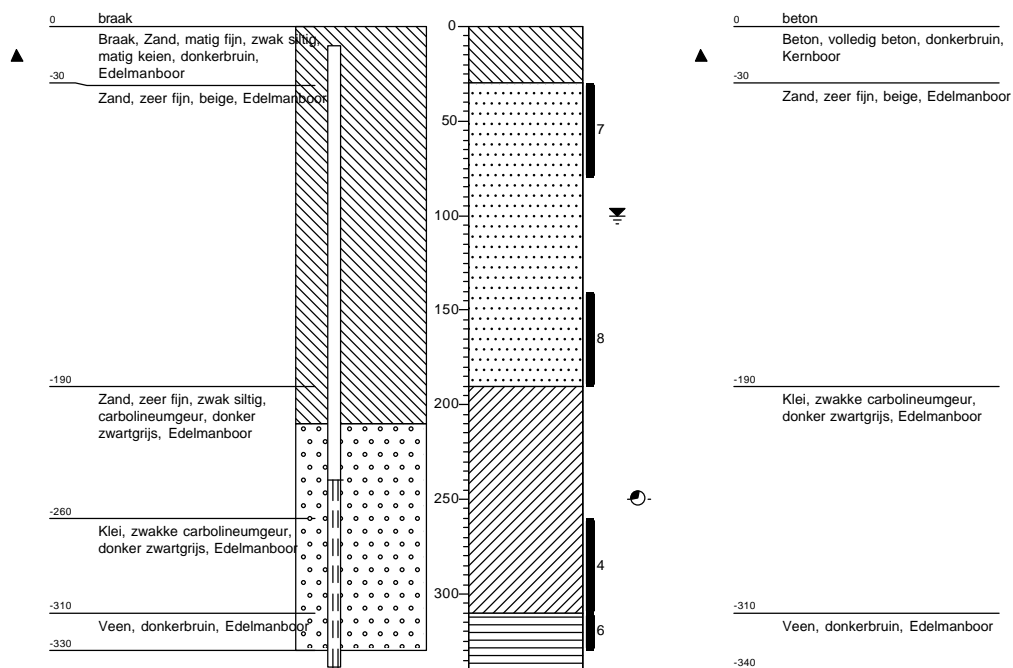 0 braak
Braak, Zand, matig fijn, zwak siltig,
matig keien, donkerbruin,
Edelmanboor
-30
Zand, zeer fijn, beige, Edelmanboor
-190
Zand, zeer fijn, zwak siltig,
carbolineumgeur, donker
zwartgrijs, Edelmanboor
-260
Klei, zwakke carbolineumgeur,
donker zwartgrijs, Edelmanboor
-310
Veen, donkerbruin, Edelmanboor
-330
0
50
100
150
200
250
300
7
8
4
6
0 beton
Beton, volledig beton, donkerbruin,
Kernboor
-30
Zand, zeer fijn, beige, Edelmanboor
-190
Klei, zwakke carbolineumgeur,
donker zwartgrijs, Edelmanboor
-310
Veen, donkerbruin, Edelmanboor
-340